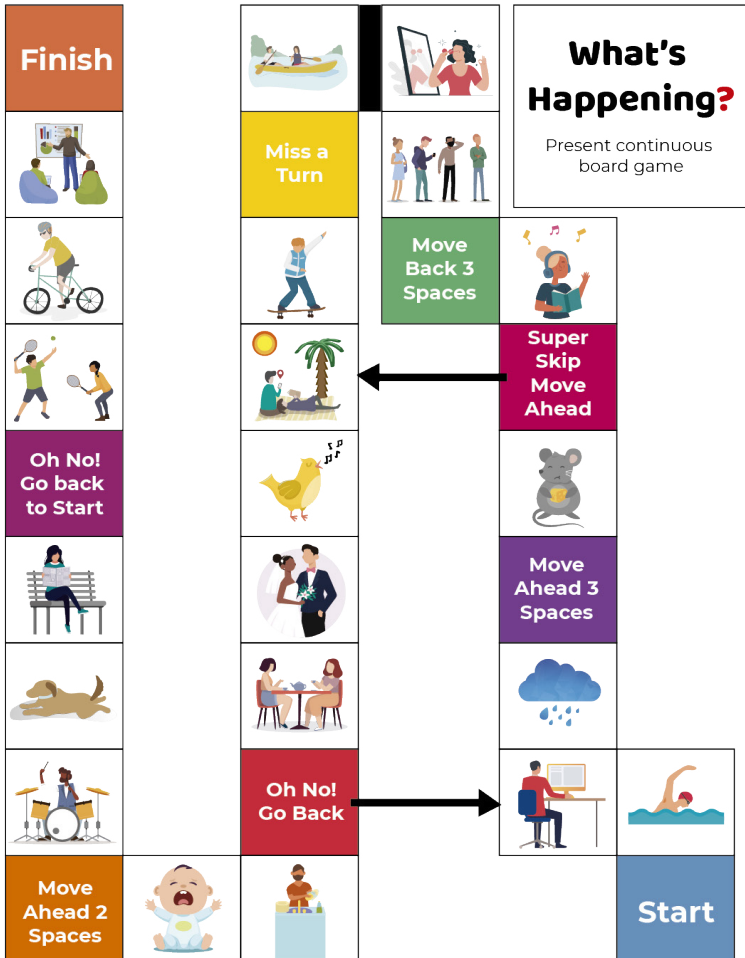 Finish
What's
Happening?
Present continuous
board game
Miss a
Turn
Move
Back 3
Spaces
Super
Skip
Move
Ahead
Oh No!
Go back
to Start
Move
Ahead 3
Spaces
Oh No!
Go Back
Move
Ahead 2
Spaces
Start